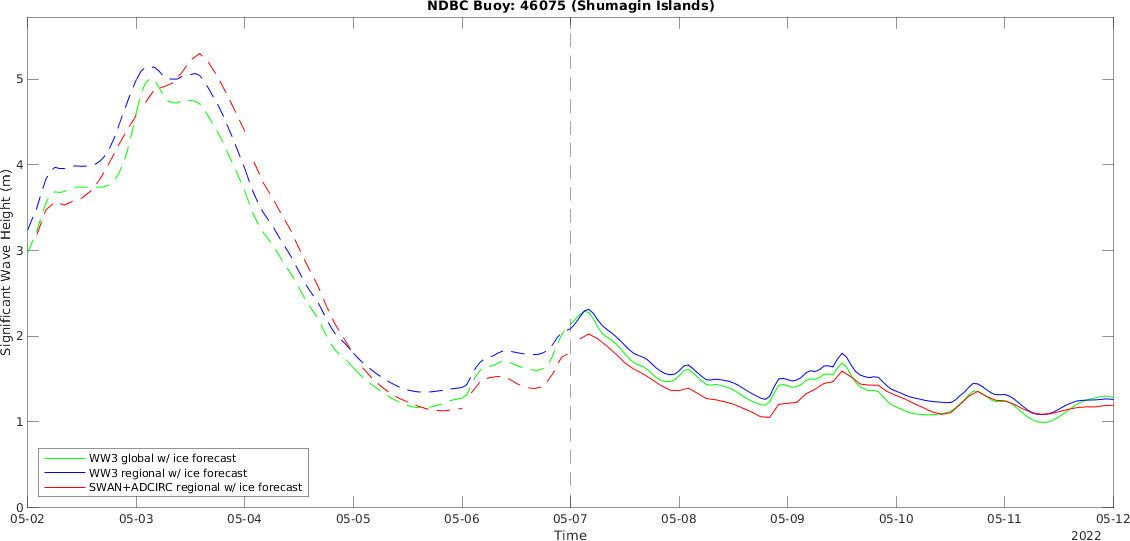 NDBC Buoy: 46075 (Shumagin Islands)
Significant Wave Height (m)
5
4
3
2
1
0
WW3 global w/ ice forecast
WW3 regional w/ ice forecast
SWAN+ADCIRC regional w/ ice forecast
05-02 05-03 05-04 05-05 05-06 05-07 05-08 05-09 05-10 05-11 05-12
Time
2022